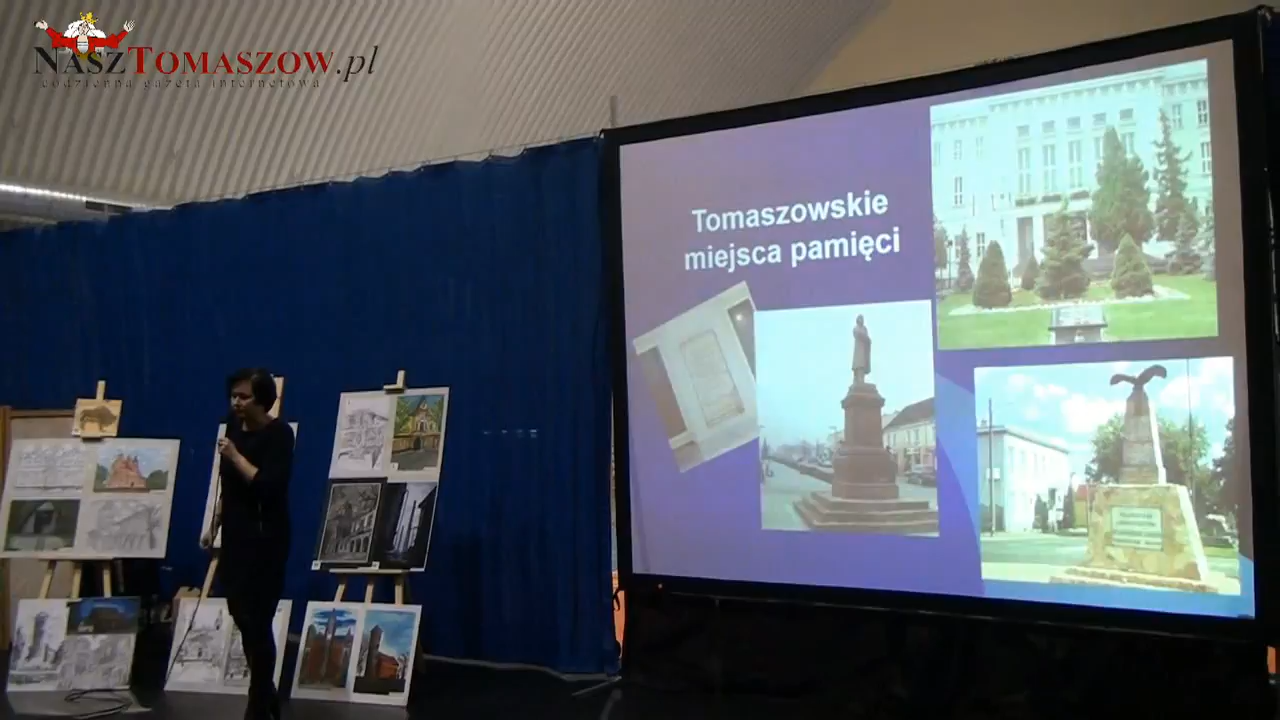 NaszTomaszow.pl
codzienna gazeta internetowa
Tomaszowskie
miejsca pamięci